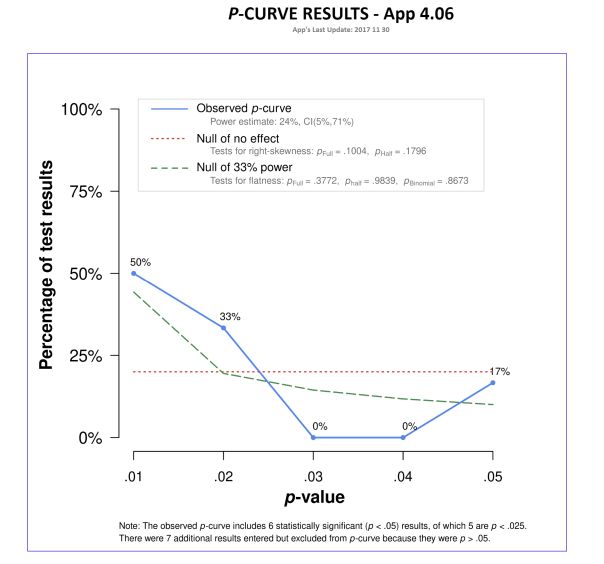 P-CURVE RESULTS - App 4.06
App's Last Update: 2017 11 30
Observed p-curve
Power estimate: 24%, CI(5%,71%)
Null of no effect
Tests for right-skewness: pFull = .1004, pHalf = .1796
Null of 33% power
Tests for flatness: pFull = .3772, phalf = .9839, pBinomial = .8673
Percentage of test results
100%
75%
50%
25%
0%
50%
33%
0%
0%
17%
.01 .02 .03 .04 .05
p-value
Note: The observed p-curve includes 6 statistically significant (p < .05) results, of which 5 are p < .025.
There were 7 additional results entered but excluded from p-curve because they were p > .05.